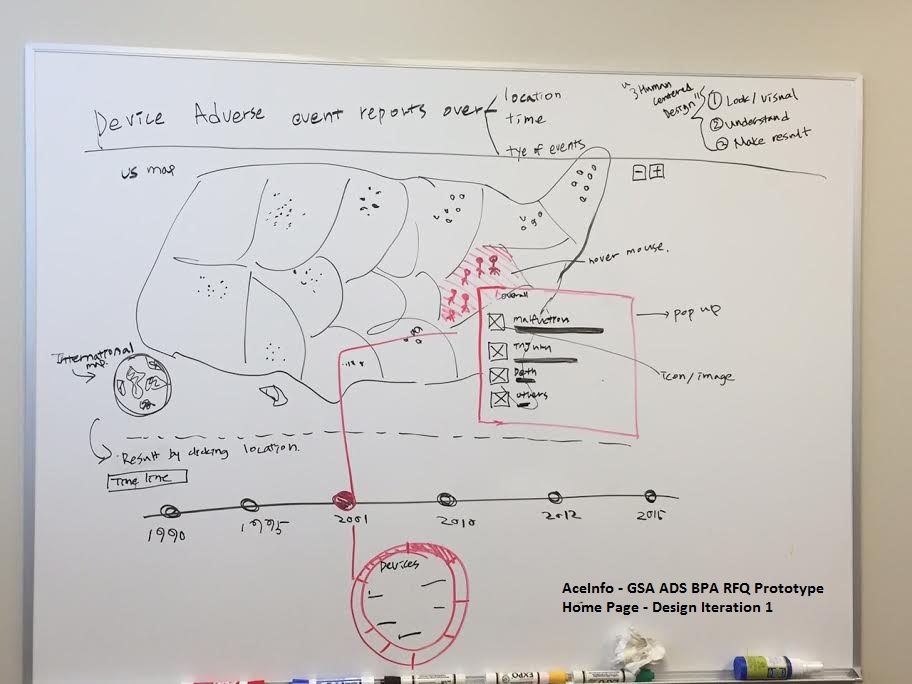 Device Adverse event reports over
location
time
tye of events
"3 Human
Centered
Design"
① Look/visual
② understand
② Make result
US map
- +
hover mouse.
overall
malfuction
Injury
Death
others
pop up
Icon/image
International
map
Result by clicking location.
Time line
1990
1995
2001
2010
2012
2015
Devices
AceInfo - GSA ADS BPA RFQ Prototype
Home Page - Design Iteration 1
EXPO
EXPO